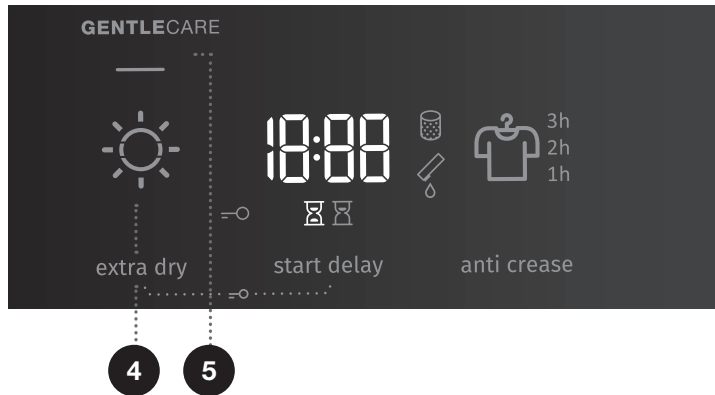 GENTLECARE
18:88
3h
2h
1h
extra dry
start delay
anti crease
4
5